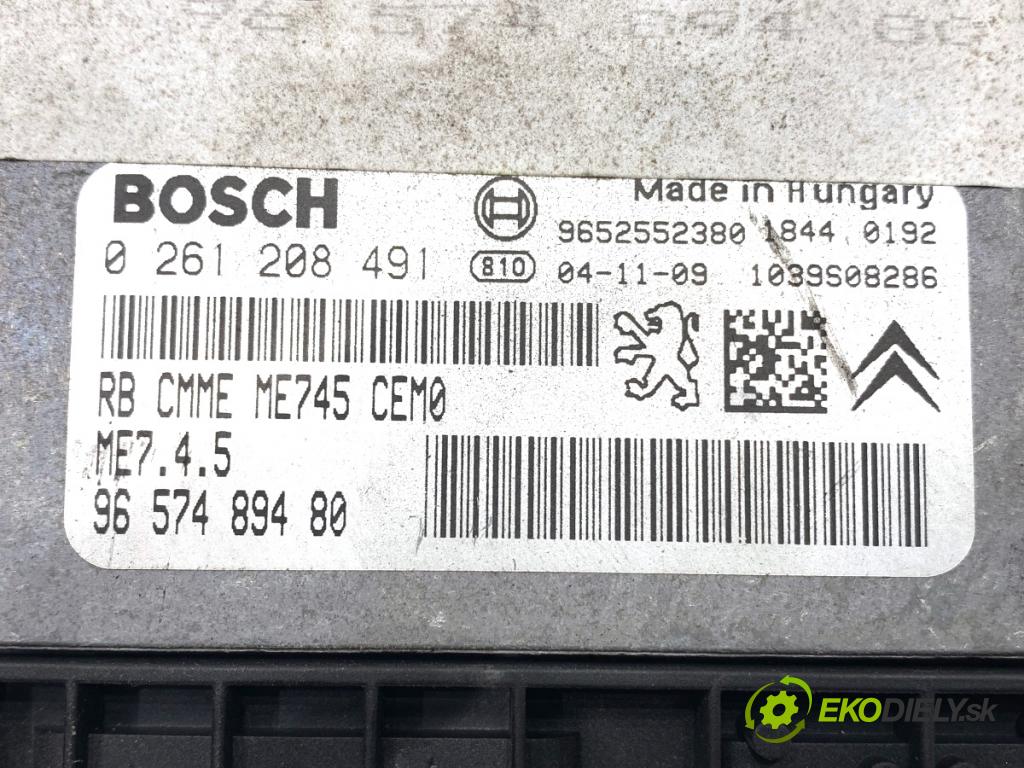 BOSCH
Made in Hungary
9652552380 1844 0192
0 261 208 491
810
04-11-09 1039S08286
RB CMME ME745 CEM0
ME7.4.5
96 574 894 80
EKODIELY.sk